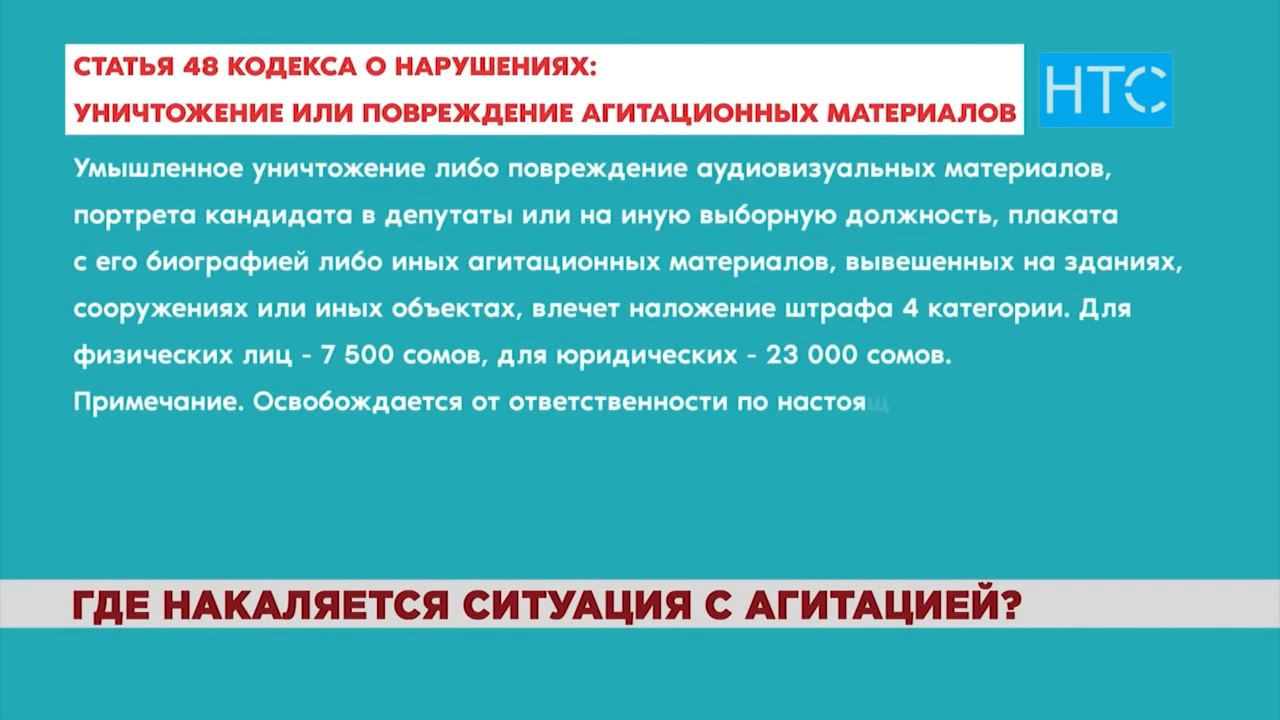 СТАТЬЯ 48 КОДЕКСА О НАРУШЕНИЯХ:
УНИЧТОЖЕНИЕ ИЛИ ПОВРЕЖДЕНИЕ АГИТАЦИОННЫХ МАТЕРИАЛОВ
НТС
Умышленное уничтожение либо повреждение аудиовизуальных материалов,
портрета кандидата в депутаты или на иную выборную должность, плаката
с его биографией либо иных агитационных материалов, вывешенных на зданиях,
сооружениях или иных объектах, влечет наложение штрафа 4 категории. Для
физических лиц - 7 500 сомов, для юридических - 23 000 сомов.
Примечание. Освобождается от ответственности по настоящ
ГДЕ НАКАЛЯЕТСЯ СИТУАЦИЯ С АГИТАЦИЕЙ?